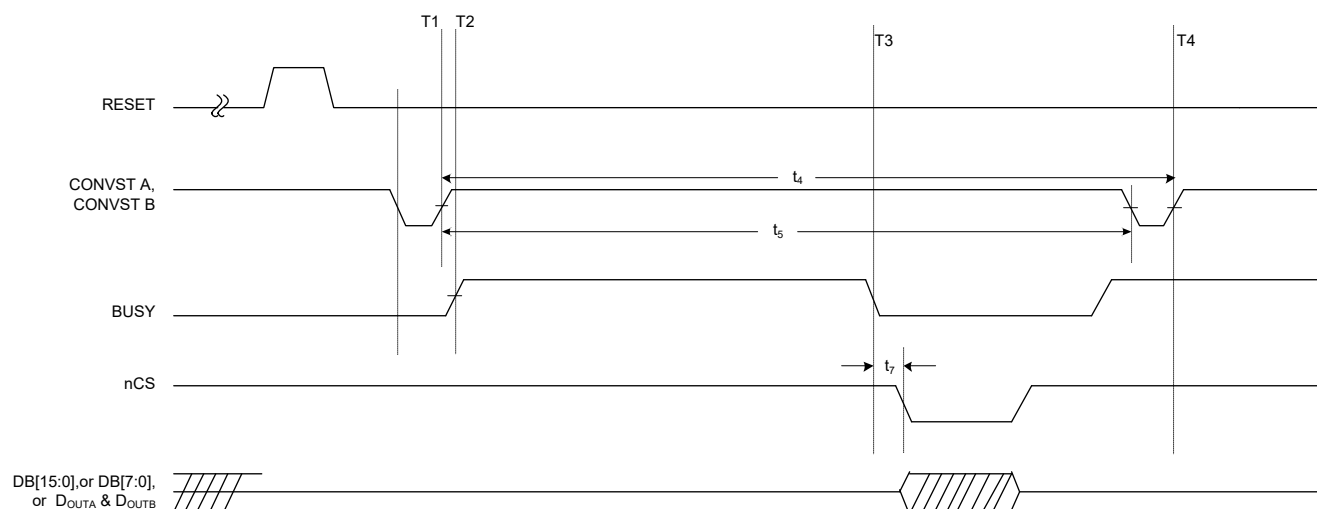 T1 T2
T3
T4
RESET
CONVST A,
CONVST B
t4
t5
BUSY
t7
nCS
DB[15:0],or DB[7:0],
or DOUTA & DOUTB